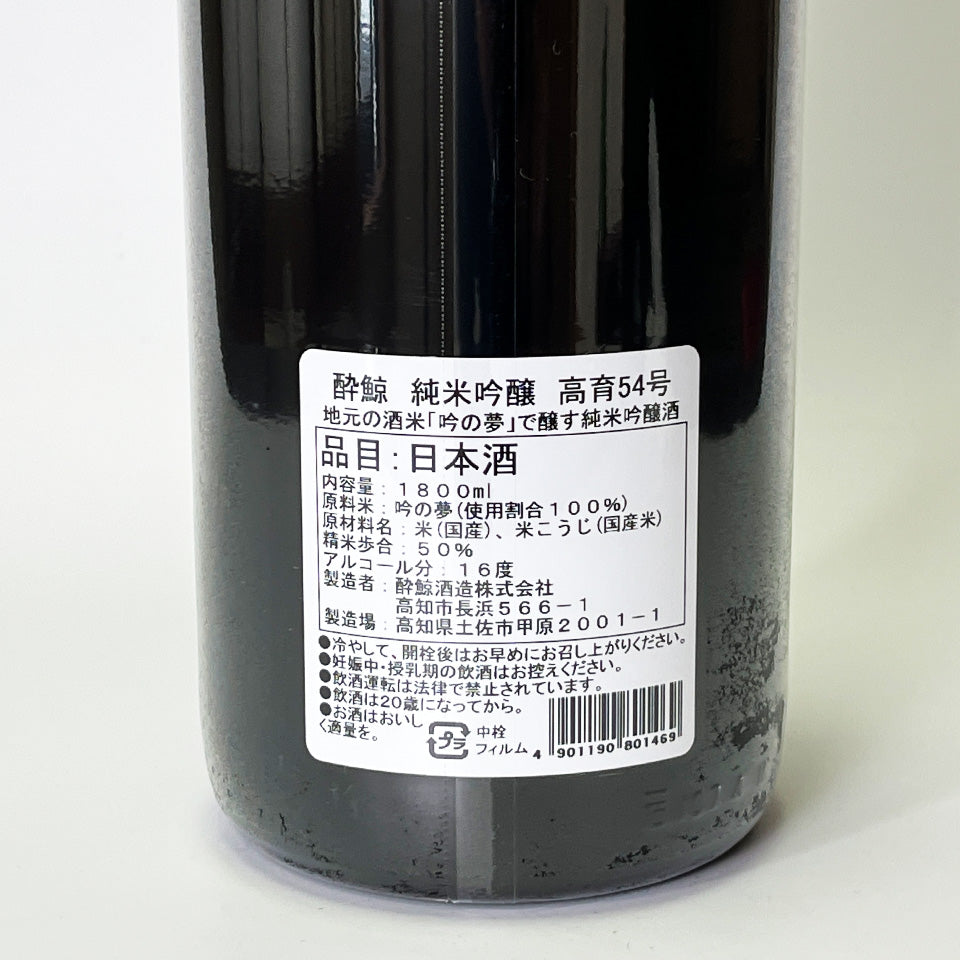 酔鯨 純米吟醸 高育54号
地元の酒米「吟の夢」で醸す純米吟醸酒
品目:日本酒
内容量:1800ml
原料米:吟の夢(使用割合100%)
原材料名:米(国産)、米こうじ(国産米)
精米歩合:50%
アルコール分:16度
製造者:酔鯨酒造株式会社
高知市長浜566-1
製造場:高知県土佐市甲原2001-1
●冷やして、開栓後はお早めにお召し上がりください。
●妊娠中・授乳期の飲酒はお控えください。
●飲酒運転は法律で禁止されています。
●飲酒は20歳になってから。
●お酒はおいし
く適量を。
プラ
中栓
フィルム
4 901190 801469